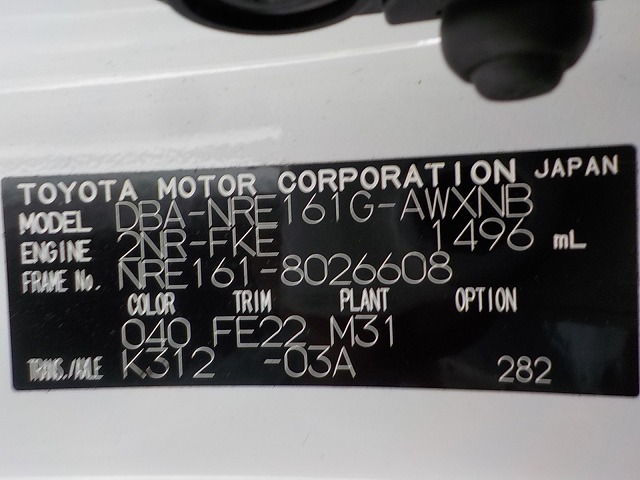 TOYOTA MOTOR CORPORATION JAPAN
MODEL DBA-NRE161G-AWXNB
ENGINE 2NR-FKE 1496 mL
FRAME No. NRE161-8026608
COLOR TRIM PLANT OPTION
040 FE22 M31
TRANS./AXLE K312 -03A 282